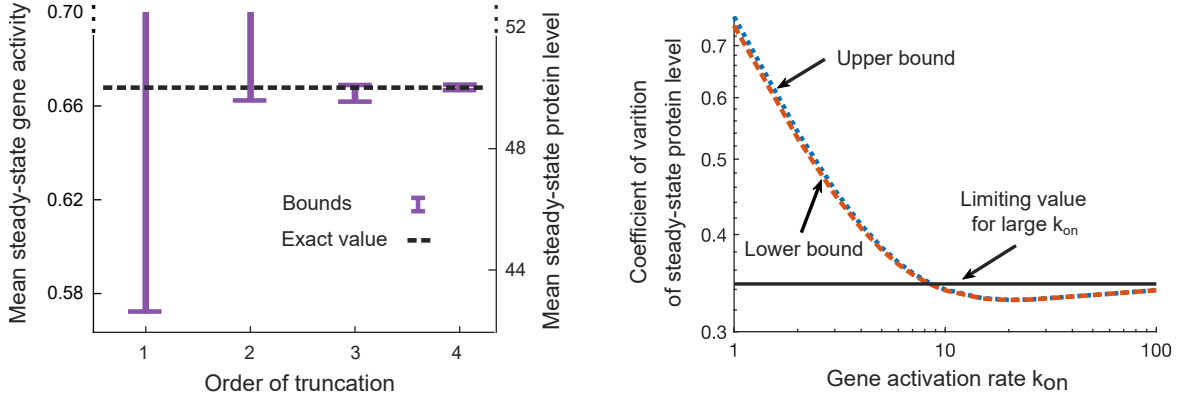 Mean steady-state gene activity
0.70
0.66
0.62
0.58
52
48
44
Mean steady-state protein level
Bounds
Exact value
1
2
3
4
Order of truncation
Coefficient of varition
of steady-state protein level
0.7
0.6
0.5
0.4
0.3
Upper bound
Lower bound
Limiting value
for large kon
1
10
100
Gene activation rate kon